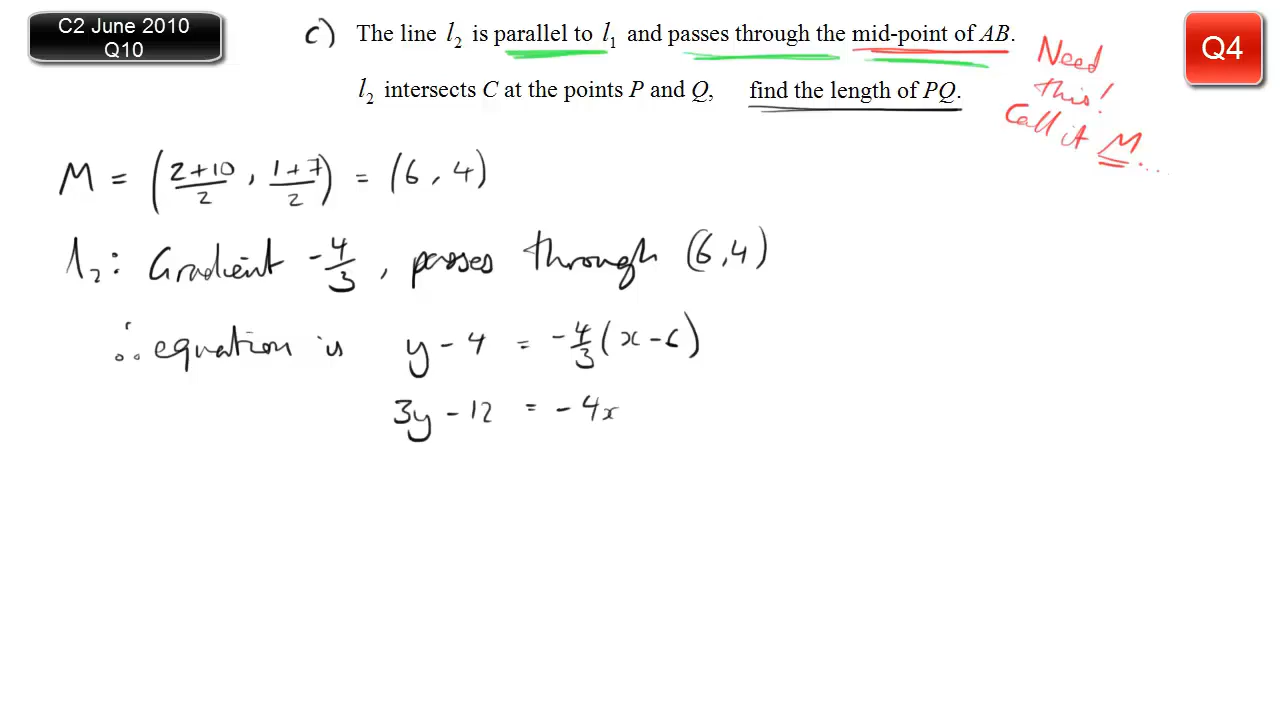 C2 June 2010
Q10
c) The line l₂ is parallel to l₁ and passes through the mid-point of AB.
Q4
l₂ intersects C at the points P and Q, find the length of PQ.
Need
this!
Call it M....
M = (2+10/2, 1+7/2) = (6, 4)
l₂: Gradient -4/3, passes through (6,4)
∴ equation is y - 4 = -4/3(x - 6)
3y - 12 = - 4x